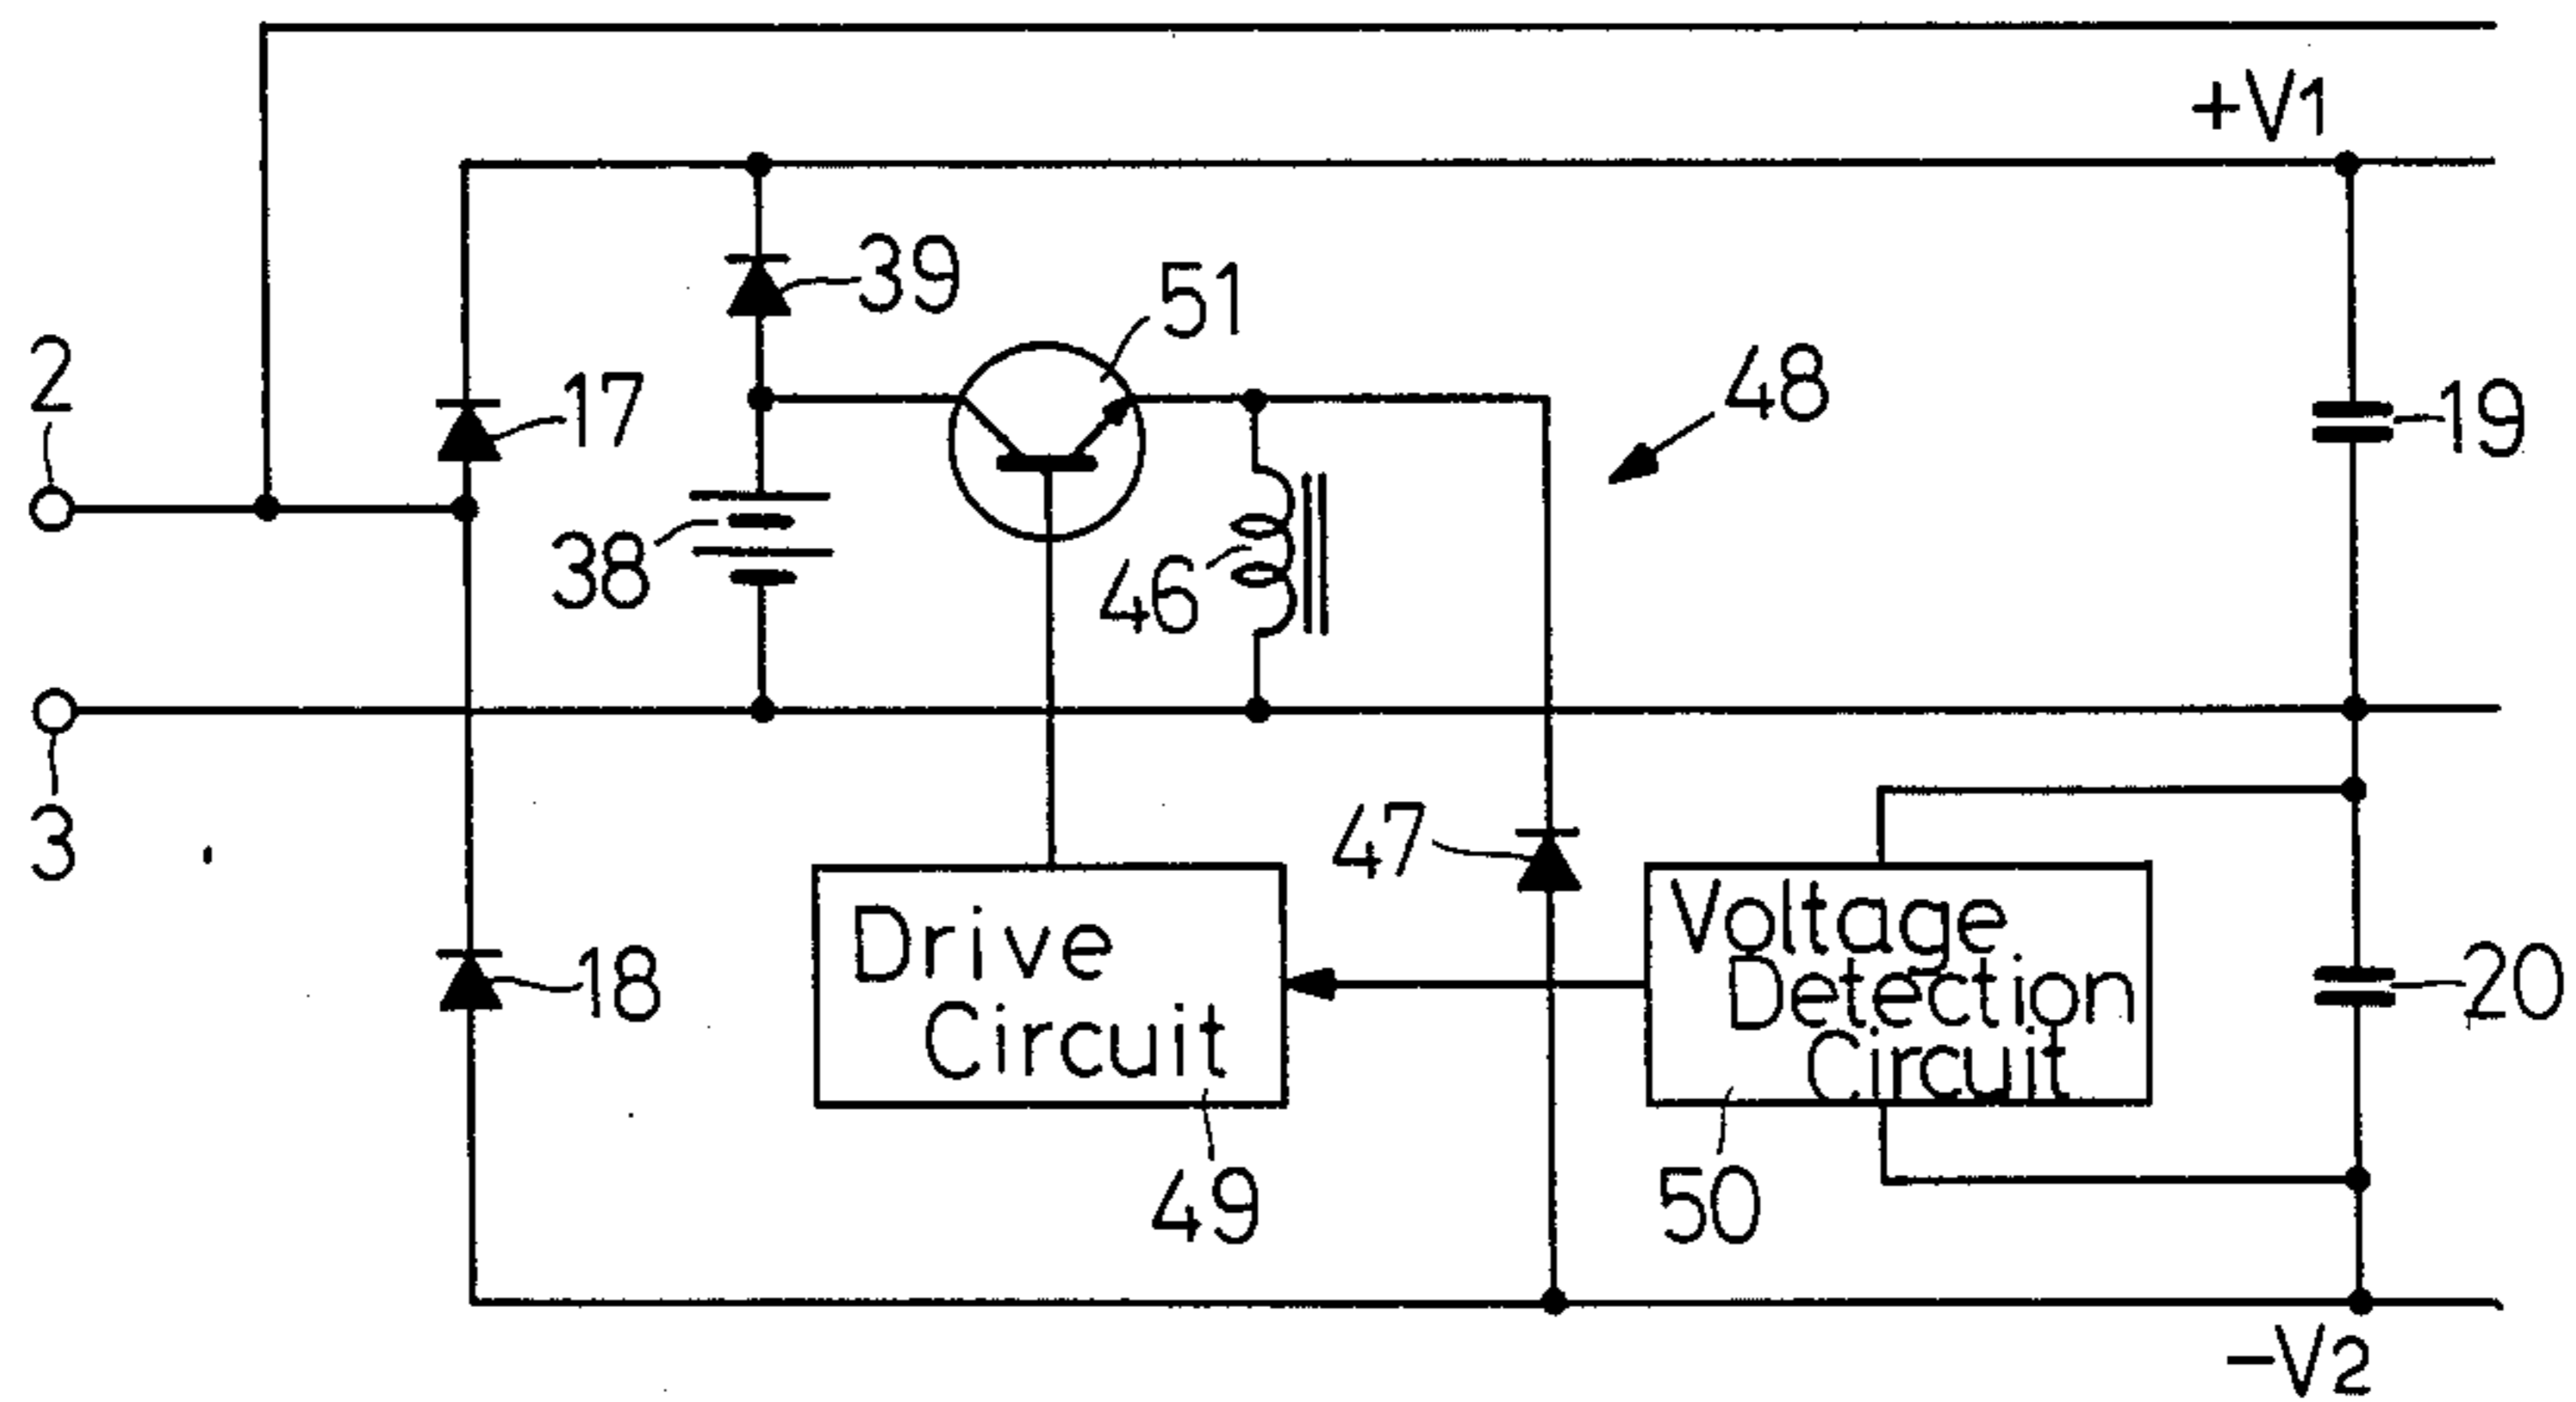 +V1
39
51
2
17
48
19
38
46
3
47
18
Drive
Circuit
Voltage
Detection
Circuit
20
49
50
-V2